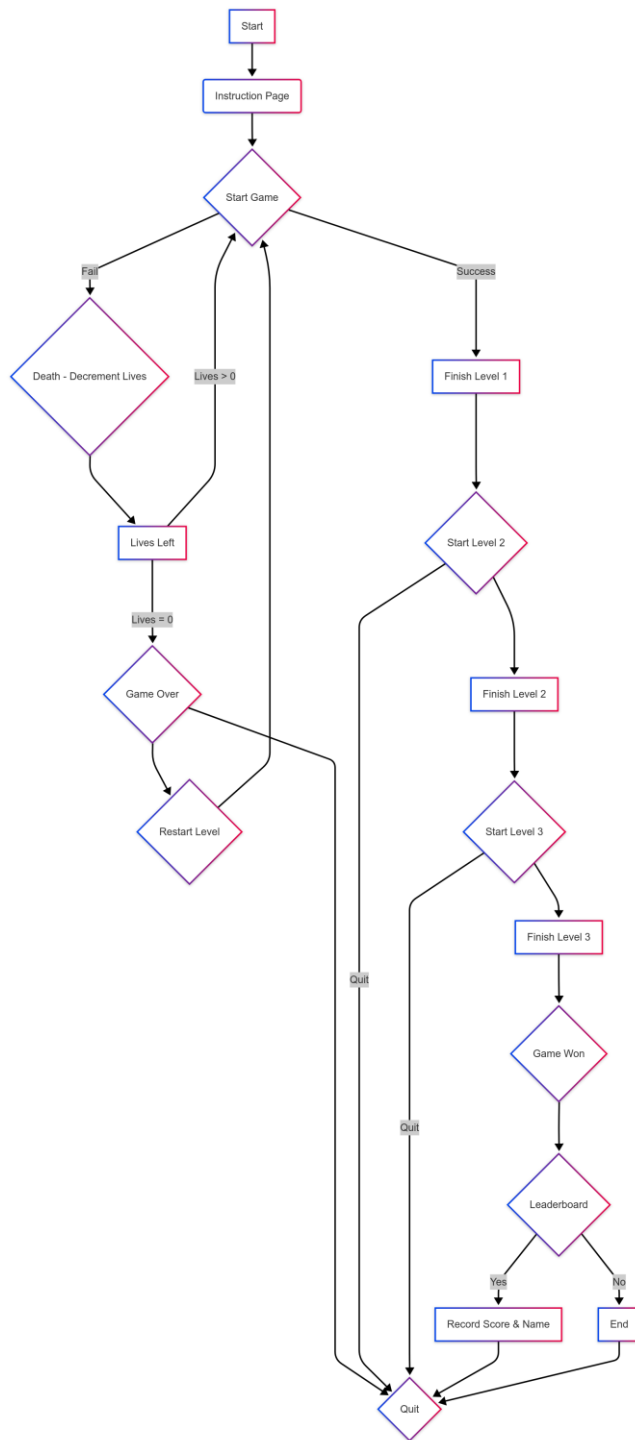 Start
Instruction Page
Start Game
Fail
Success
Death - Decrement Lives
Lives > 0
Finish Level 1
Lives Left
Start Level 2
Lives = 0
Game Over
Finish Level 2
Restart Level
Start Level 3
Finish Level 3
Quit
Game Won
Quit
Leaderboard
Yes
No
Record Score & Name
End
Quit